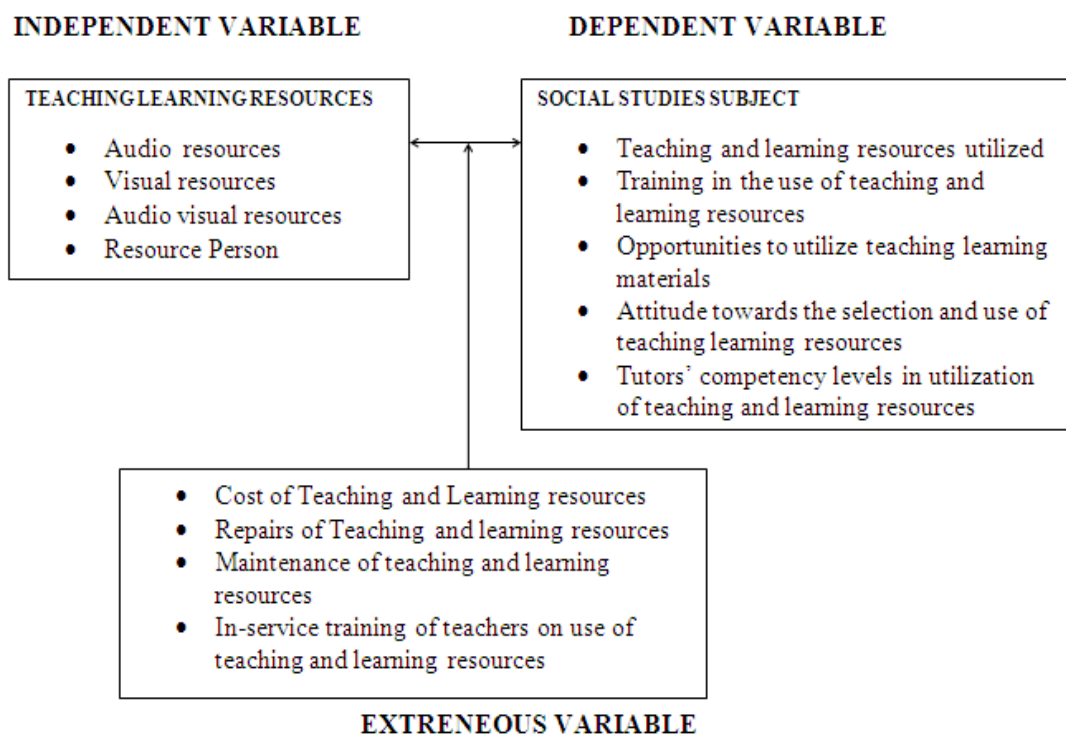 INDEPENDENT VARIABLE
DEPENDENT VARIABLE
TEACHING LEARNING RESOURCES
• Audio resources
• Visual resources
• Audio visual resources
• Resource Person
SOCIAL STUDIES SUBJECT
• Teaching and learning resources utilized
• Training in the use of teaching and
learning resources
• Opportunities to utilize teaching learning
materials
• Attitude towards the selection and use of
teaching learning resources
• Tutors’ competency levels in utilization
of teaching and learning resources
• Cost of Teaching and Learning resources
• Repairs of Teaching and learning resources
• Maintenance of teaching and learning
resources
• In-service training of teachers on use of
teaching and learning resources
EXTRENEOUS VARIABLE